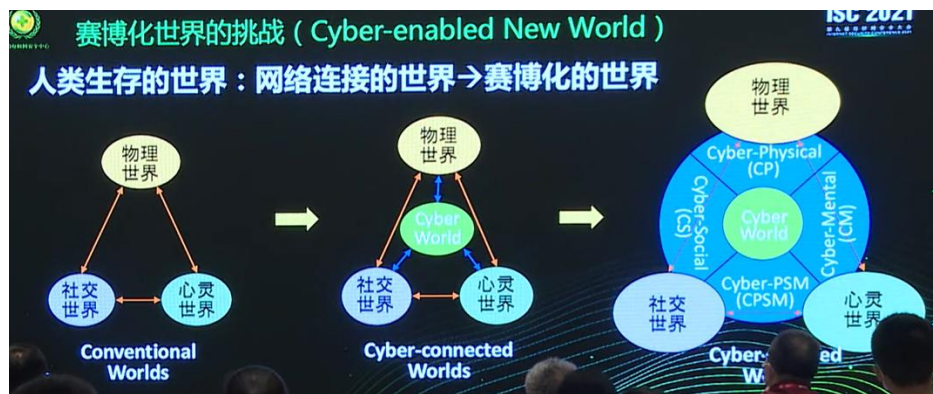 ISC 2021
赛博化世界的挑战（Cyber-enabled New World）
人类生存的世界：网络连接的世界→赛博化的世界
物理
世界
社交
世界
心灵
世界
Conventional
Worlds
物理
世界
Cyber
World
社交
世界
心灵
世界
Cyber-connected
Worlds
物理
世界
Cyber-Physical
(CP)
Cyber-Social
(CS)
Cyber
World
Cyber-Mental
(CM)
Cyber-PSM
(CPSM)
社交
世界
心灵
世界